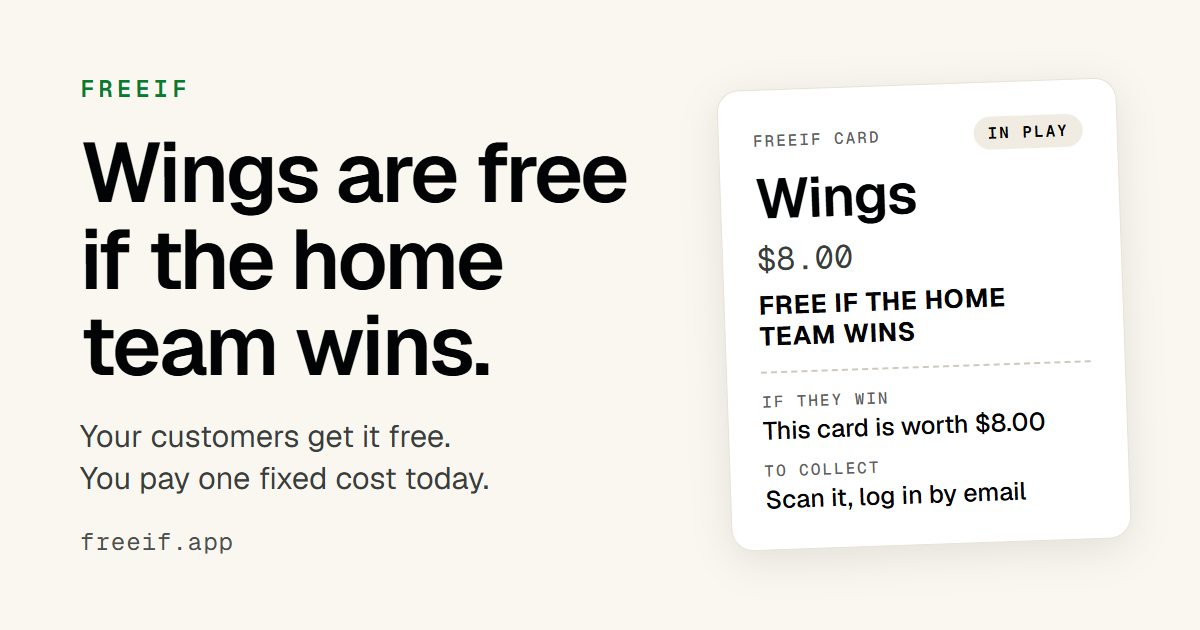 FREEIF
Wings are free
if the home
team wins.
Your customers get it free.
You pay one fixed cost today.
freeif.app
FREEIF CARD
IN PLAY
Wings
$8.00
FREE IF THE HOME
TEAM WINS
IF THEY WIN
This card is worth $8.00
TO COLLECT
Scan it, log in by email